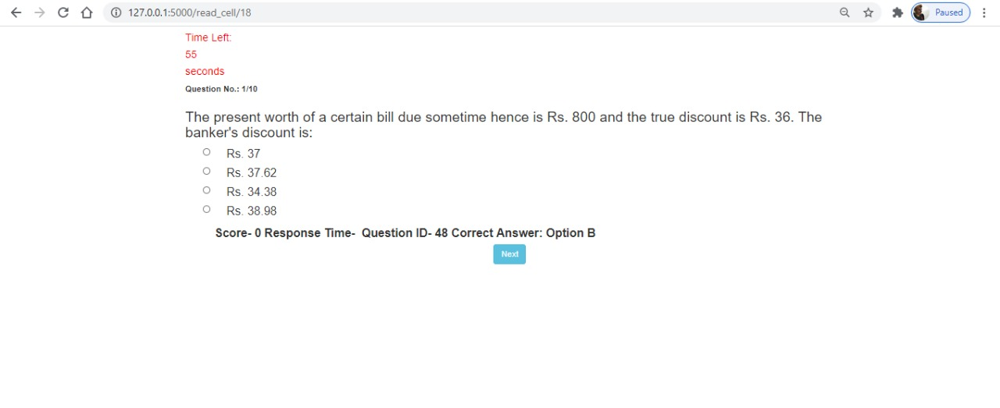 127.0.0.1:5000/read_cell/18
Paused
Time Left:
55
seconds
Question No.: 1/10
The present worth of a certain bill due sometime hence is Rs. 800 and the true discount is Rs. 36. The
banker's discount is:
Rs. 37
Rs. 37.62
Rs. 34.38
Rs. 38.98
Score- 0 Response Time- Question ID- 48 Correct Answer: Option B
Next